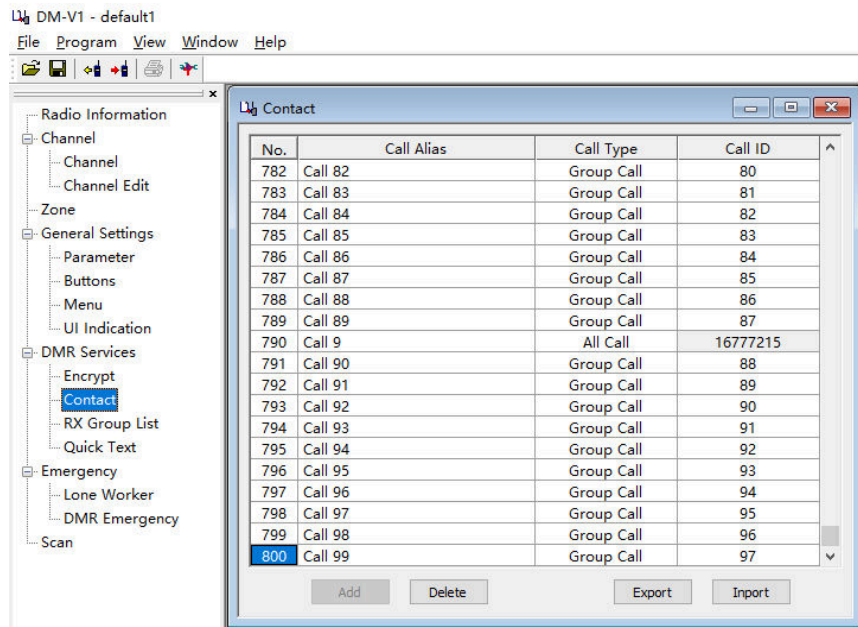 DM-V1 - default1
File Program View Window Help
Radio Information
Channel
Channel
Channel Edit
Zone
General Settings
Parameter
Buttons
Menu
UI Indication
DMR Services
Encrypt
Contact
RX Group List
Quick Text
Emergency
Lone Worker
DMR Emergency
Scan
Contact
No. Call Alias Call Type Call ID
782 Call 82 Group Call 80
783 Call 83 Group Call 81
784 Call 84 Group Call 82
785 Call 85 Group Call 83
786 Call 86 Group Call 84
787 Call 87 Group Call 85
788 Call 88 Group Call 86
789 Call 89 Group Call 87
790 Call 9 All Call 16777215
791 Call 90 Group Call 88
792 Call 91 Group Call 89
793 Call 92 Group Call 90
794 Call 93 Group Call 91
795 Call 94 Group Call 92
796 Call 95 Group Call 93
797 Call 96 Group Call 94
798 Call 97 Group Call 95
799 Call 98 Group Call 96
800 Call 99 Group Call 97
Add Delete Export Inport